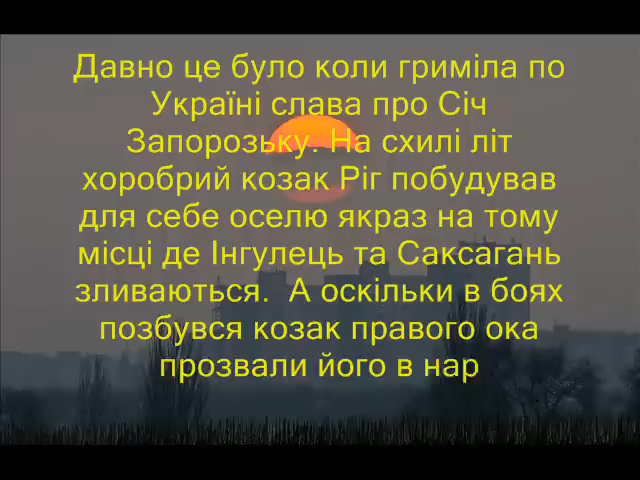 Давно це було коли гриміла по
Україні слава про Січ
Запорозьку. На схилі літ
хоробрий козак Ріг побудував
для себе оселю якраз на тому
місці де Інгулець та Саксагань
зливаються.  А оскільки в боях
позбувся козак правого ока
прозвали його в нар